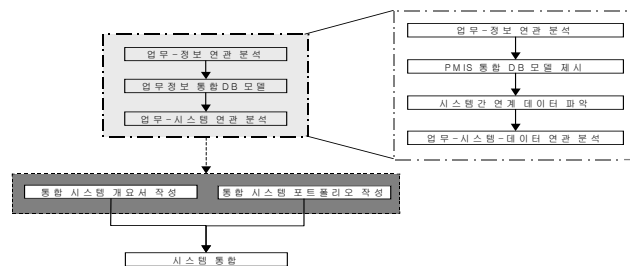 업무-정보 연관 분석
업무정보 통합DB 모델
업무-시스템 연관 분석
업무-정보 연관 분석
PMIS 통합 DB 모델 제시
시스템간 연계 데이터 파악
업무-시스템-데이터 연관 분석
통합 시스템 개요서 작성
통합 시스템 포트폴리오 작성
시스템 통합